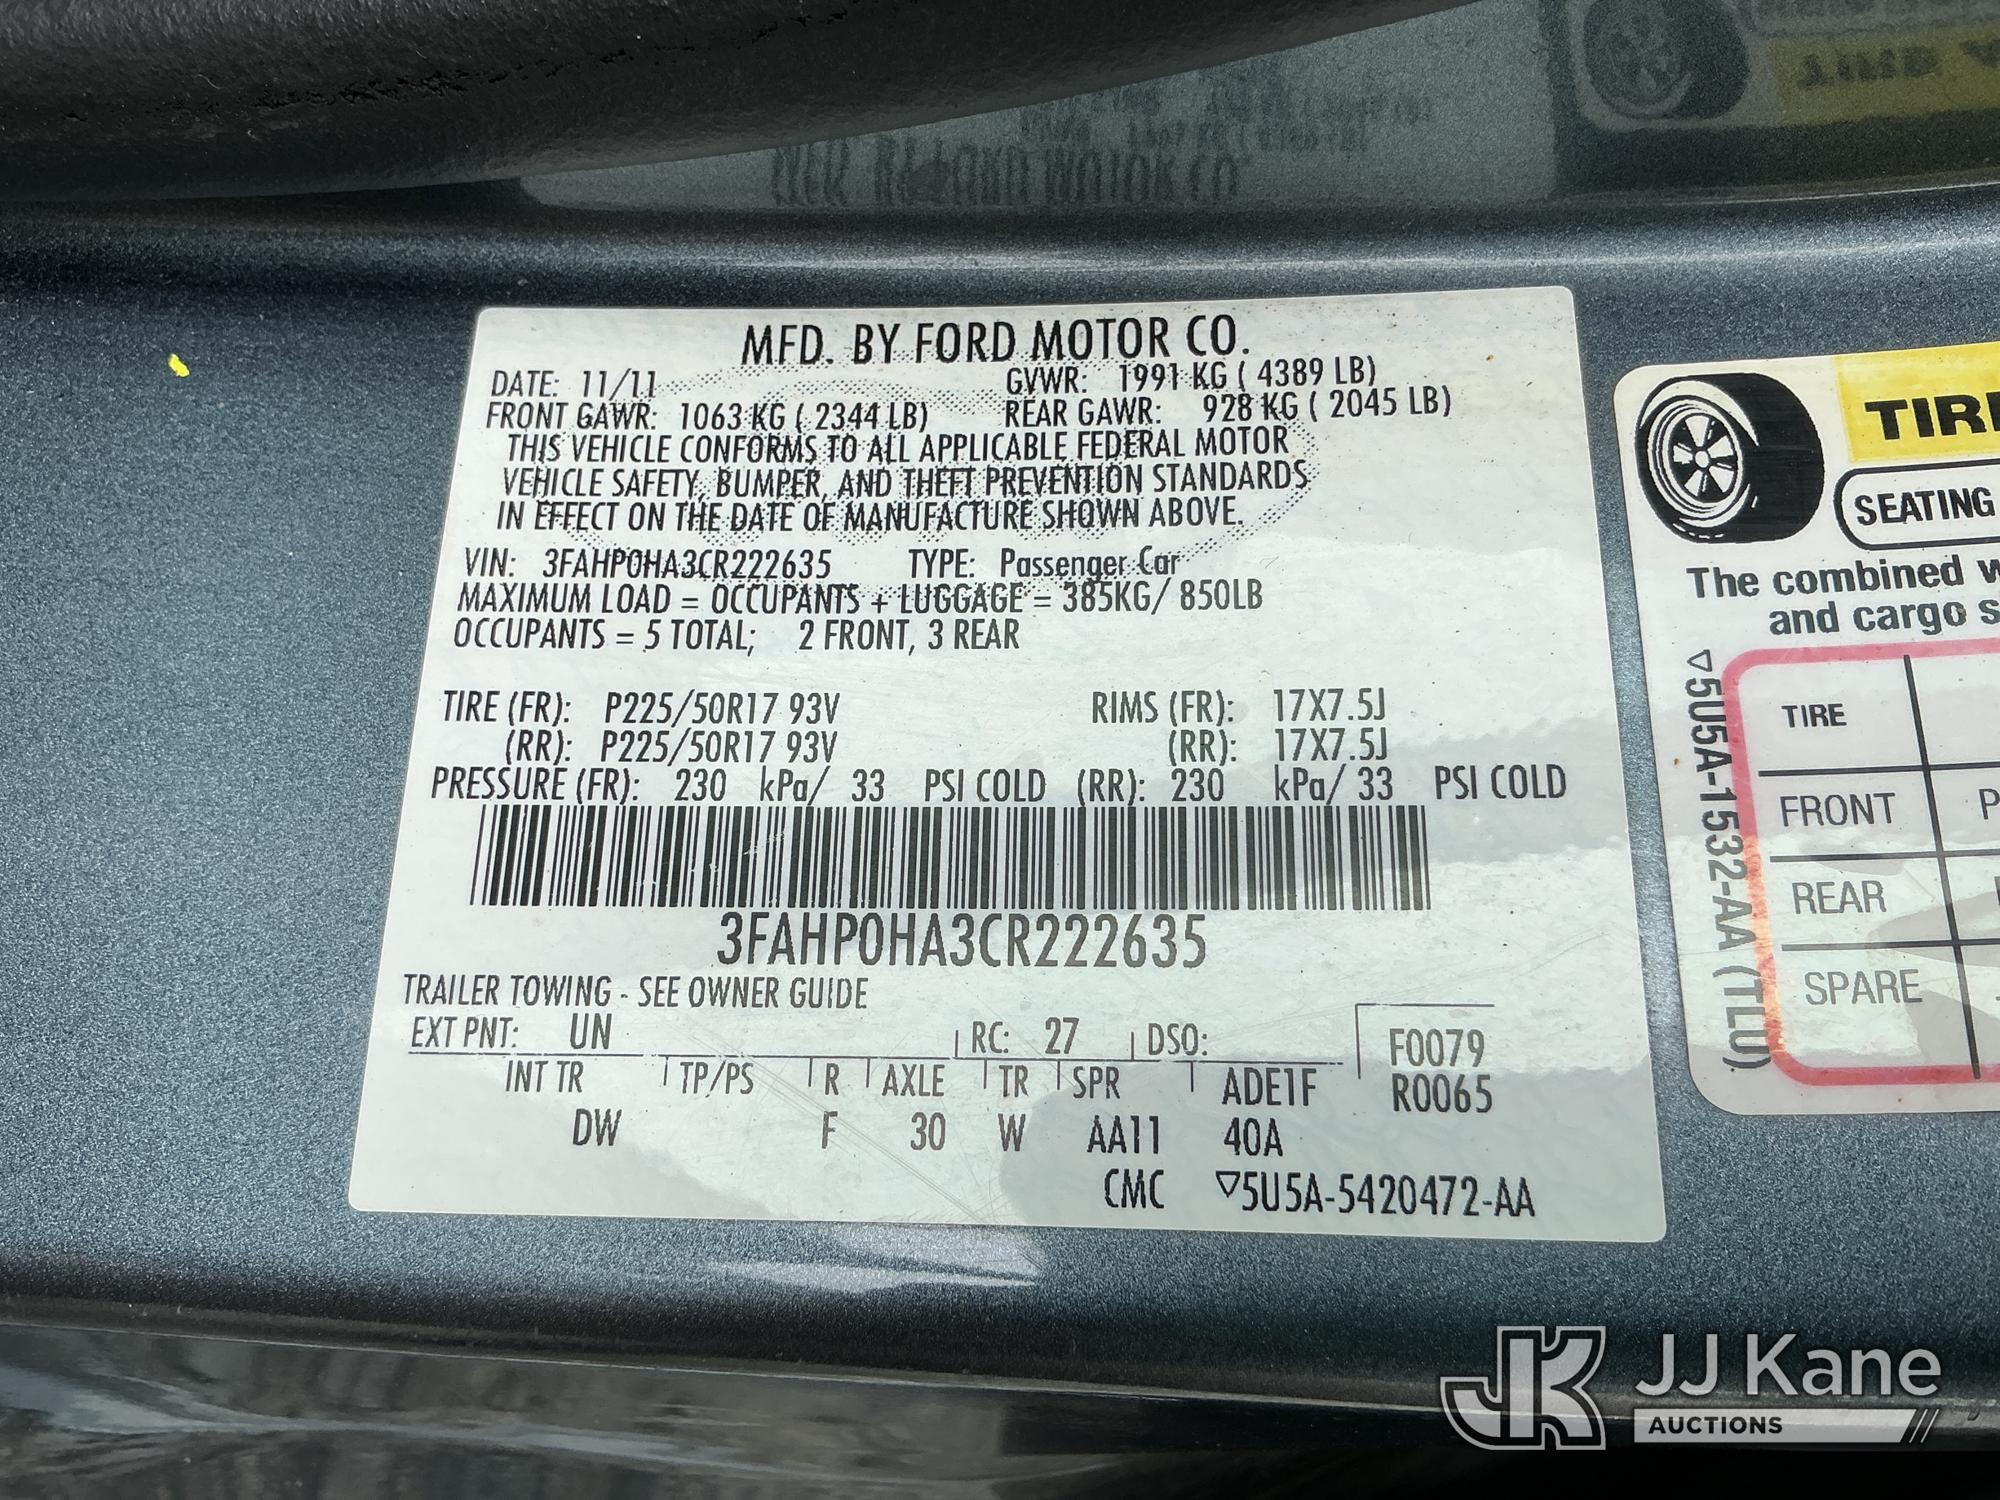 MFD. BY FORD MOTOR CO.
DATE: 11/11 GVWR: 1991 KG ( 4389 LB)
FRONT GAWR: 1063 KG ( 2344 LB) REAR GAWR: 928 KG ( 2045 LB)
THIS VEHICLE CONFORMS TO ALL APPLICABLE FEDERAL MOTOR
VEHICLE SAFETY, BUMPER, AND THEFT PREVENTION STANDARDS
IN EFFECT ON THE DATE OF MANUFACTURE SHOWN ABOVE.
VIN: 3FAHP0HA3CR222635 TYPE: Passenger Car
MAXIMUM LOAD = OCCUPANTS + LUGGAGE = 385KG/ 850LB
OCCUPANTS = 5 TOTAL; 2 FRONT, 3 REAR
TIRE (FR): P225/50R17 93V RIMS (FR): 17X7.5J
(RR): P225/50R17 93V (RR): 17X7.5J
PRESSURE (FR): 230 kPa/ 33 PSI COLD (RR): 230 kPa/ 33 PSI COLD
3FAHP0HA3CR222635
TRAILER TOWING - SEE OWNER GUIDE
EXT PNT: UN RC: 27 DSO: F0079
INT TR TP/PS R AXLE TR SPR ADE1F R0065
DW F 30 W AA11 40A
CMC ▽5U5A-5420472-AA
SEATING
The combined
and cargo
▽5U5A-1532-AA (TLU)
TIRE
FRONT
REAR
SPARE
JK JJ Kane
AUCTIONS